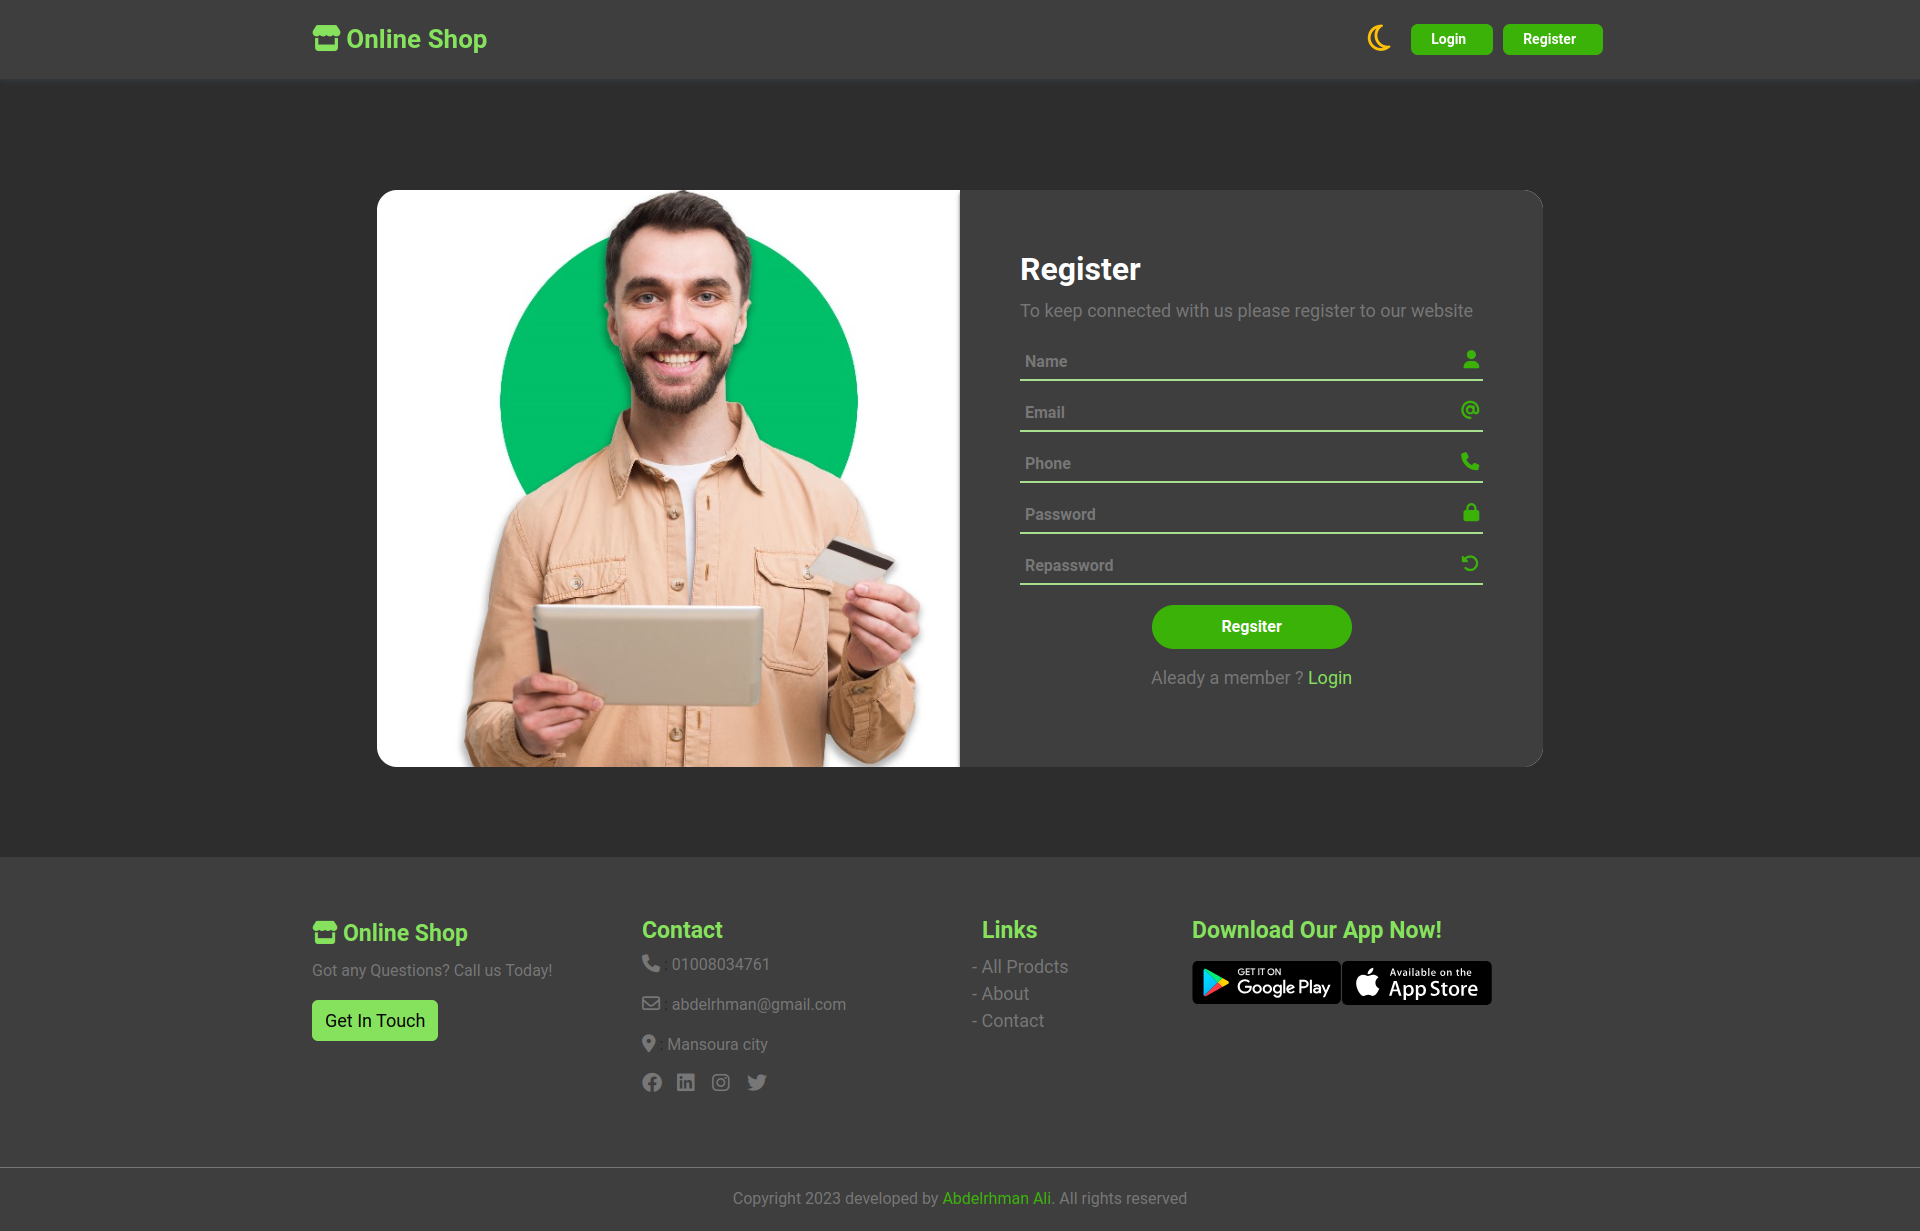 Online Shop
Login
Register
Register
To keep connected with us please register to our website
Name
Email
Phone
Password
Repassword
Regsiter
Aleady a member ? Login
Online Shop
Got any Questions? Call us Today!
Get In Touch
Contact
: 01008034761
: abdelrhman@gmail.com
: Mansoura city
Links
- All Prodcts
- About
- Contact
Download Our App Now!
GET IT ON
Google Play
Available on the
App Store
Copyright 2023 developed by Abdelrhman Ali. All rights reserved